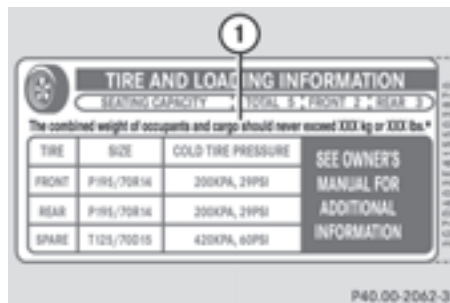 1
TIRE AND LOADING INFORMATION
SEATING CAPACITY TOTAL 5 FRONT 2 REAR 3
The combined weight of occupants and cargo should never exceed XXX kg or XXX lbs.*
TIRE SIZE COLD TIRE PRESSURE SEE OWNER'S MANUAL FOR ADDITIONAL INFORMATION
FRONT P195/70R14 200KPA, 29PSI
REAR P195/70R14 200KPA, 29PSI
SPARE T125/70D15 420KPA, 60PSI
P40.00-2062-3